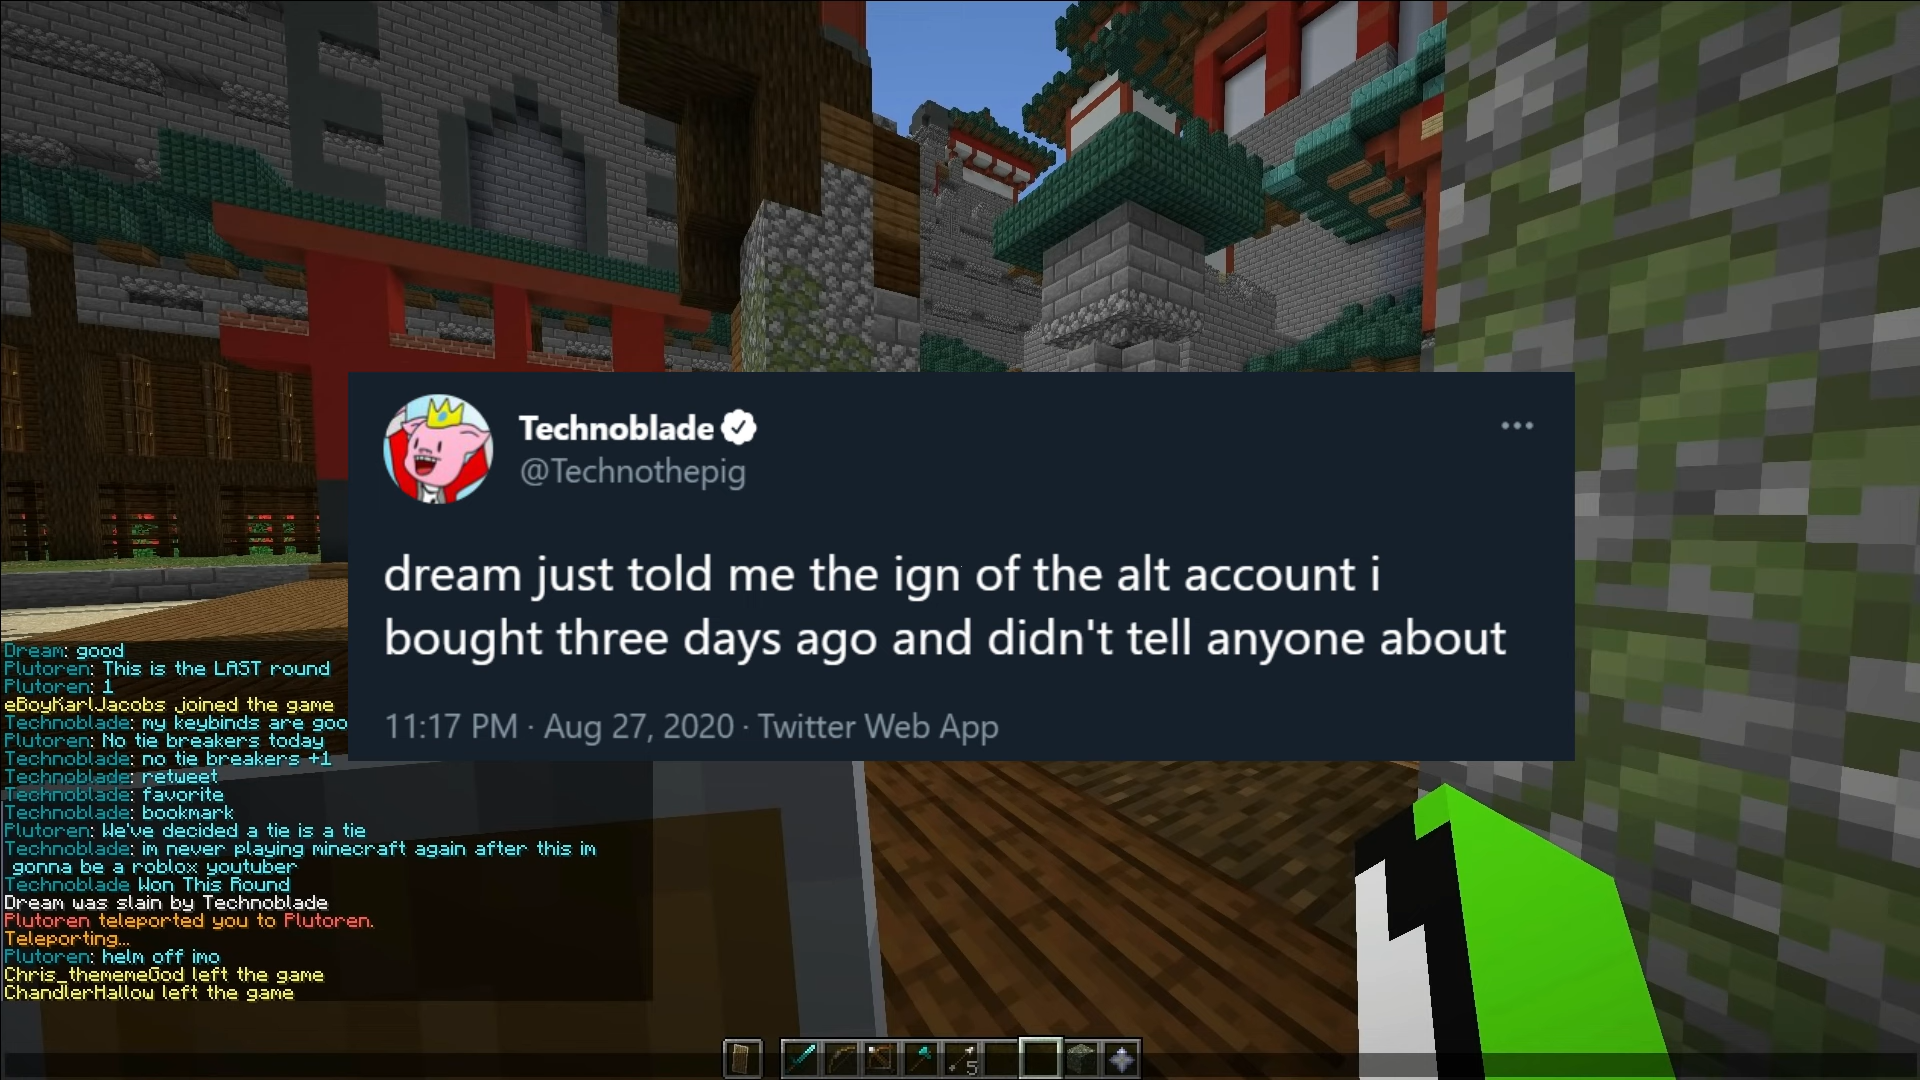 Technoblade
@Technothepig
dream just told me the ign of the alt account i
bought three days ago and didn't tell anyone about
11:17 PM · Aug 27, 2020 · Twitter Web App
Dream: good
Plutoren: This is the LAST round
Plutoren: 1
eBoyKarlJacobs joined the game
Technoblade: my keybinds are goo
Plutoren: No tie breakers today
Technoblade: no tie breakers +1
Technoblade: retweet
Technoblade: favorite
Technoblade: bookmark
Plutoren: We've decided a tie is a tie
Technoblade: im never playing minecraft again after this im
gonna be a roblox youtuber
Technoblade Won This Round
Dream was slain by Technoblade
Plutoren teleported you to Plutoren.
Teleporting...
Plutoren: helm off imo
Chris_thememeGod left the game
ChandlerHallow left the game
5